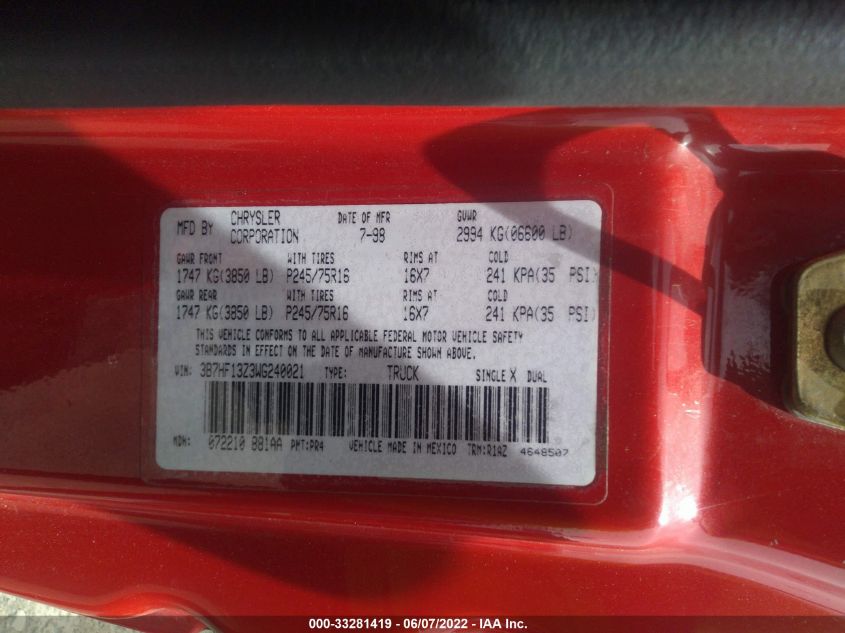 MFD BY CHRYSLER CORPORATION DATE OF MFR 7-98 GVWR 2994 KG(06600 LB)
GAWR FRONT WITH TIRES RIMS AT COLD
1747 KG(3850 LB) P245/75R16 16X7 241 KPA(35 PSI)
GAWR REAR WITH TIRES RIMS AT COLD
1747 KG(3850 LB) P245/75R16 16X7 241 KPA(35 PSI)
THIS VEHICLE CONFORMS TO ALL APPLICABLE FEDERAL MOTOR VEHICLE SAFETY
STANDARDS IN EFFECT ON THE DATE OF MANUFACTURE SHOWN ABOVE.
VIN: 3B7HF13Z3WG240021 TYPE: TRUCK SINGLE X DUAL
MDH: 072210 881AA PNT:PR4 VEHICLE MADE IN MEXICO TRM:R1AZ 4648507
000-33281419 - 06/07/2022 - IAA Inc.